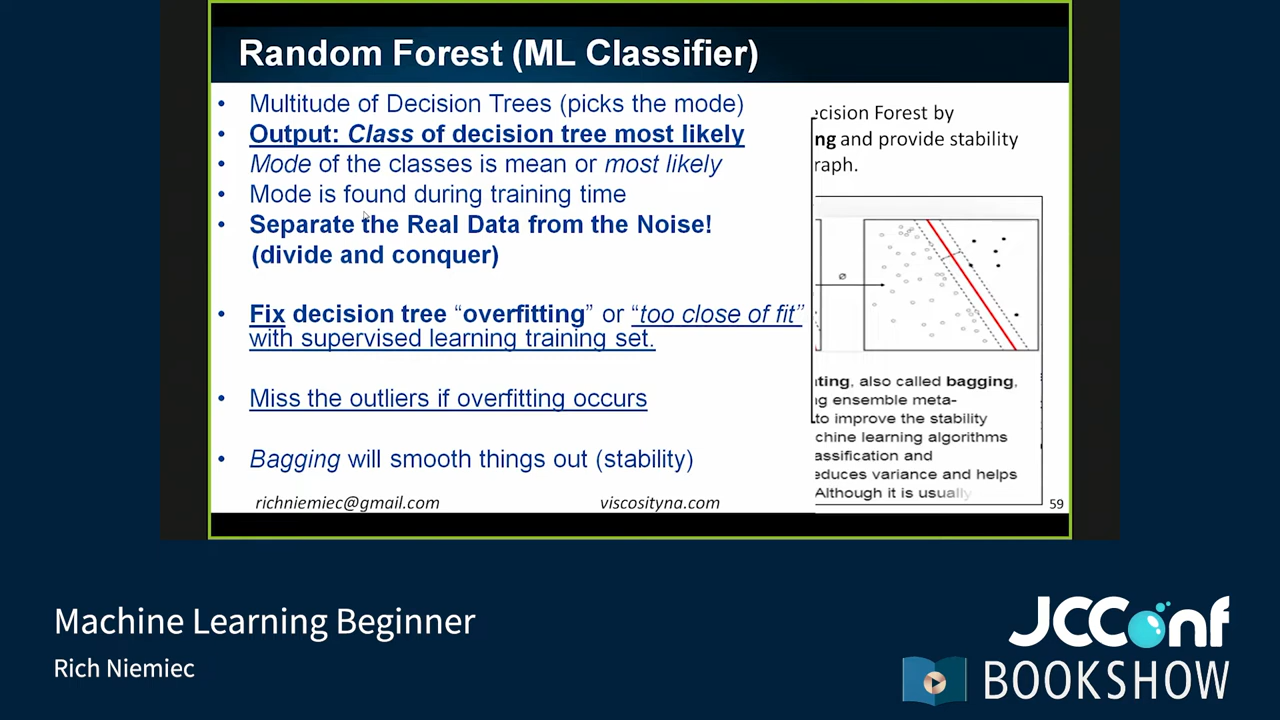 Random Forest (ML Classifier)
• Multitude of Decision Trees (picks the mode)
• Output: Class of decision tree most likely
• Mode of the classes is mean or most likely
• Mode is found during training time
• Separate the Real Data from the Noise!
(divide and conquer)
• Fix decision tree “overfitting” or “too close of fit”
with supervised learning training set.
• Miss the outliers if overfitting occurs
• Bagging will smooth things out (stability)
richniemiec@gmail.com
viscosityna.com
59
ecision Forest by
ng and provide stability
raph.
ting, also called bagging,
ng ensemble meta-
to improve the stability
chine learning algorithms
assification and
educes variance and helps
Although it is usually
Machine Learning Beginner
Rich Niemiec
JCConf
BOOKSHOW